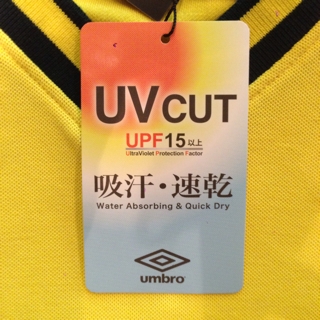 UV CUT
UPF15以上
UltraViolet Protection Factor
吸汗・速乾
Water Absorbing & Quick Dry
umbro